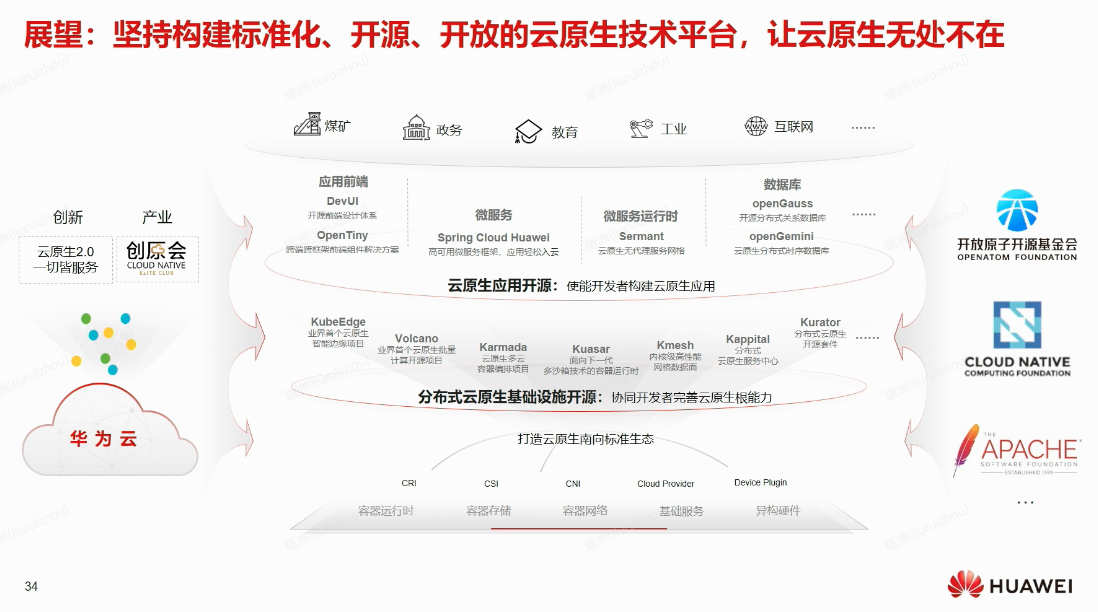 展望：坚持构建标准化、开源、开放的云原生技术平台，让云原生无处不在
煤矿
政务
教育
工业
互联网
……
创新
产业
云原生2.0
一切皆服务
创原会
CLOUD NATIVE
ELITE CLUB
华为云
应用前端
DevUI
开源前端设计体系
OpenTiny
跨端跨框架前端组件解决方案
微服务
Spring Cloud Huawei
高可用微服务框架，应用轻松入云
微服务运行时
Sermant
云原生无代理服务网格
数据库
openGauss
开源分布式关系数据库
openGemini
云原生分布式时序数据库
……
云原生应用开源：使能开发者构建云原生应用
KubeEdge
业界首个云原生
智能边缘项目
Volcano
业界首个云原生批量
计算开源项目
Karmada
云原生多云
容器编排项目
Kuasar
面向下一代
多沙箱技术的容器运行时
Kmesh
内核级高性能
网格数据面
Kappital
分布式
云原生服务中心
Kurator
分布式云原生
开源套件
……
分布式云原生基础设施开源：协同开发者完善云原生根能力
打造云原生南向标准生态
CRI
CSI
CNI
Cloud Provider
Device Plugin
容器运行时
容器存储
容器网络
基础服务
异构硬件
开放原子开源基金会
OPENATOM FOUNDATION
CLOUD NATIVE
COMPUTING FOUNDATION
THE
APACHE
SOFTWARE FOUNDATION
ESTABLISHED 1999
...
34
HUAWEI